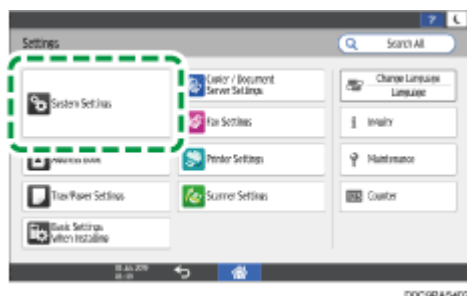 ?
Settings
Search All
System Settings
Copier / Document
Server Settings
Change Language
Language
Fax Settings
Inquiry
Address Book
Printer Settings
Maintenance
Tray/Paper Settings
Scanner Settings
Counter
Basic Settings
When Installing